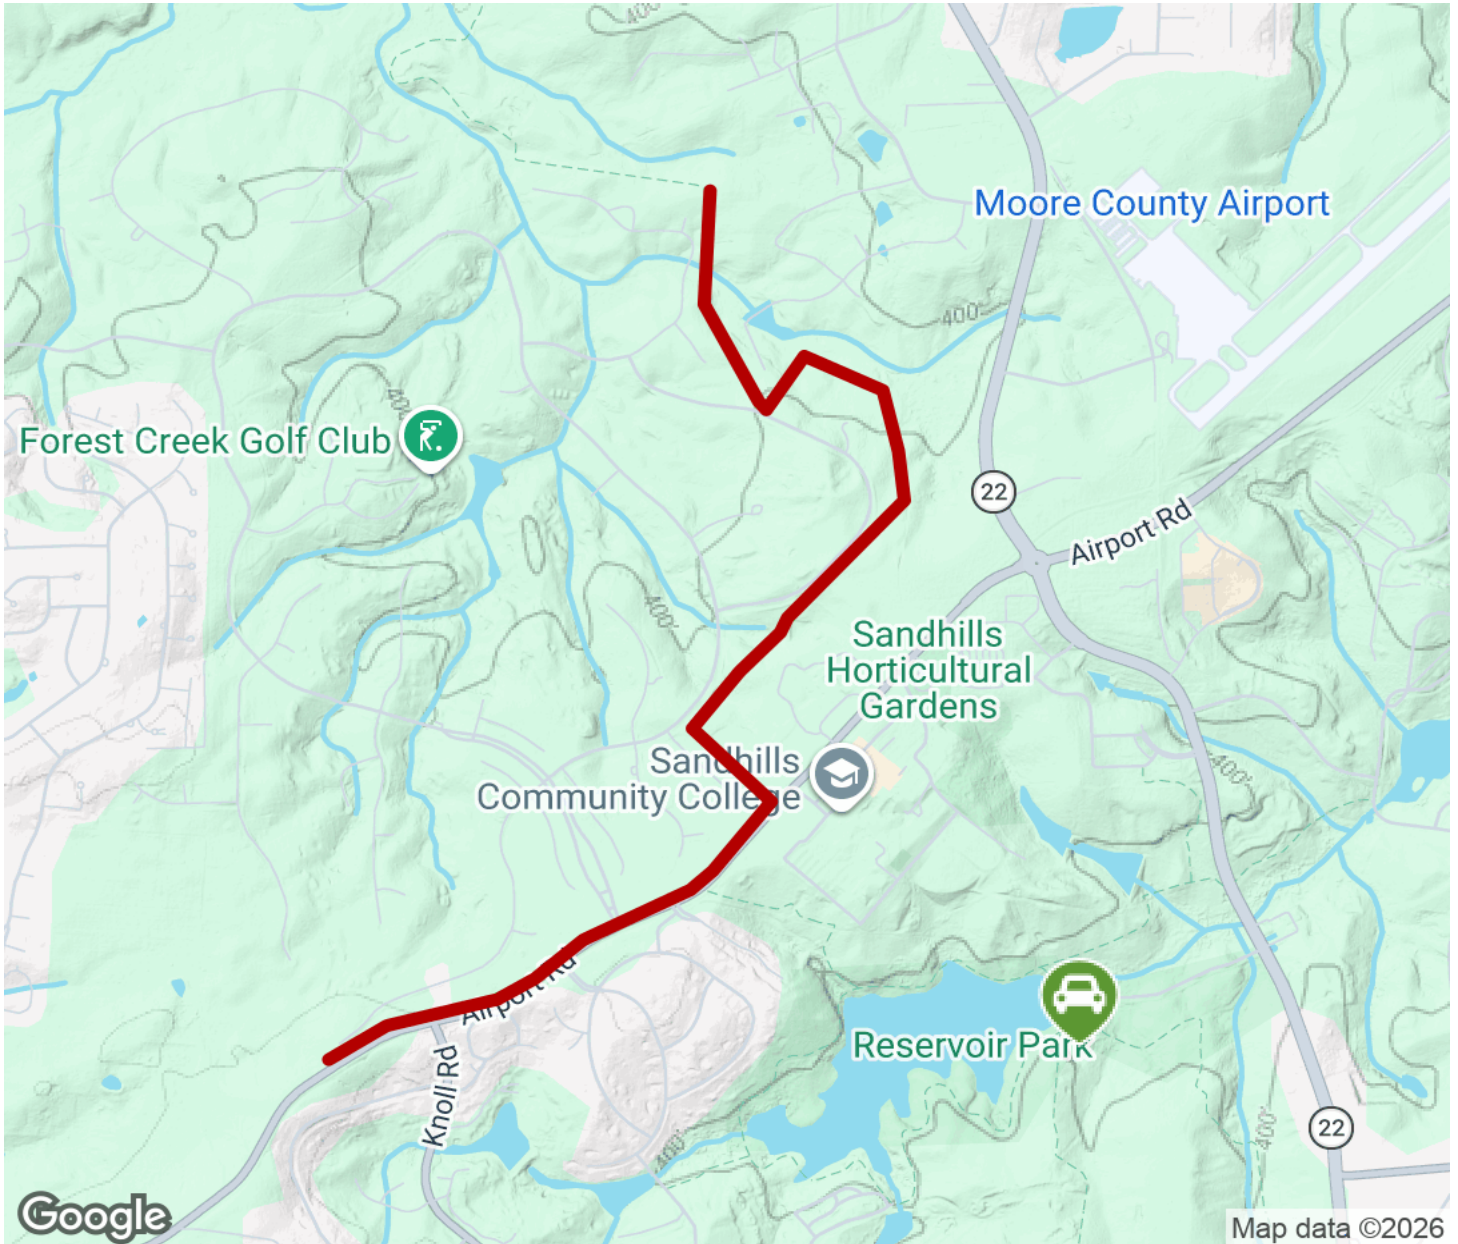 400'
Moore County Airport
400'
400'
Forest Creek Golf Club
22
Airport Rd
400'
Sandhills
Horticultural
Gardens
Sandhills
Community College
400'
Airport Rd
Reservoir Park
Knoll Rd
400'
400'
22
Google
Map data ©2026